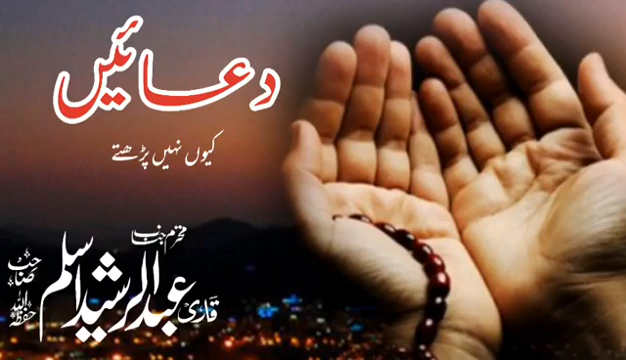 دعائیں
کیوں نہیں پڑھتے
محترم جناب
قاری عبدالرشید اسلم
صاحب
حفظہ اللہ